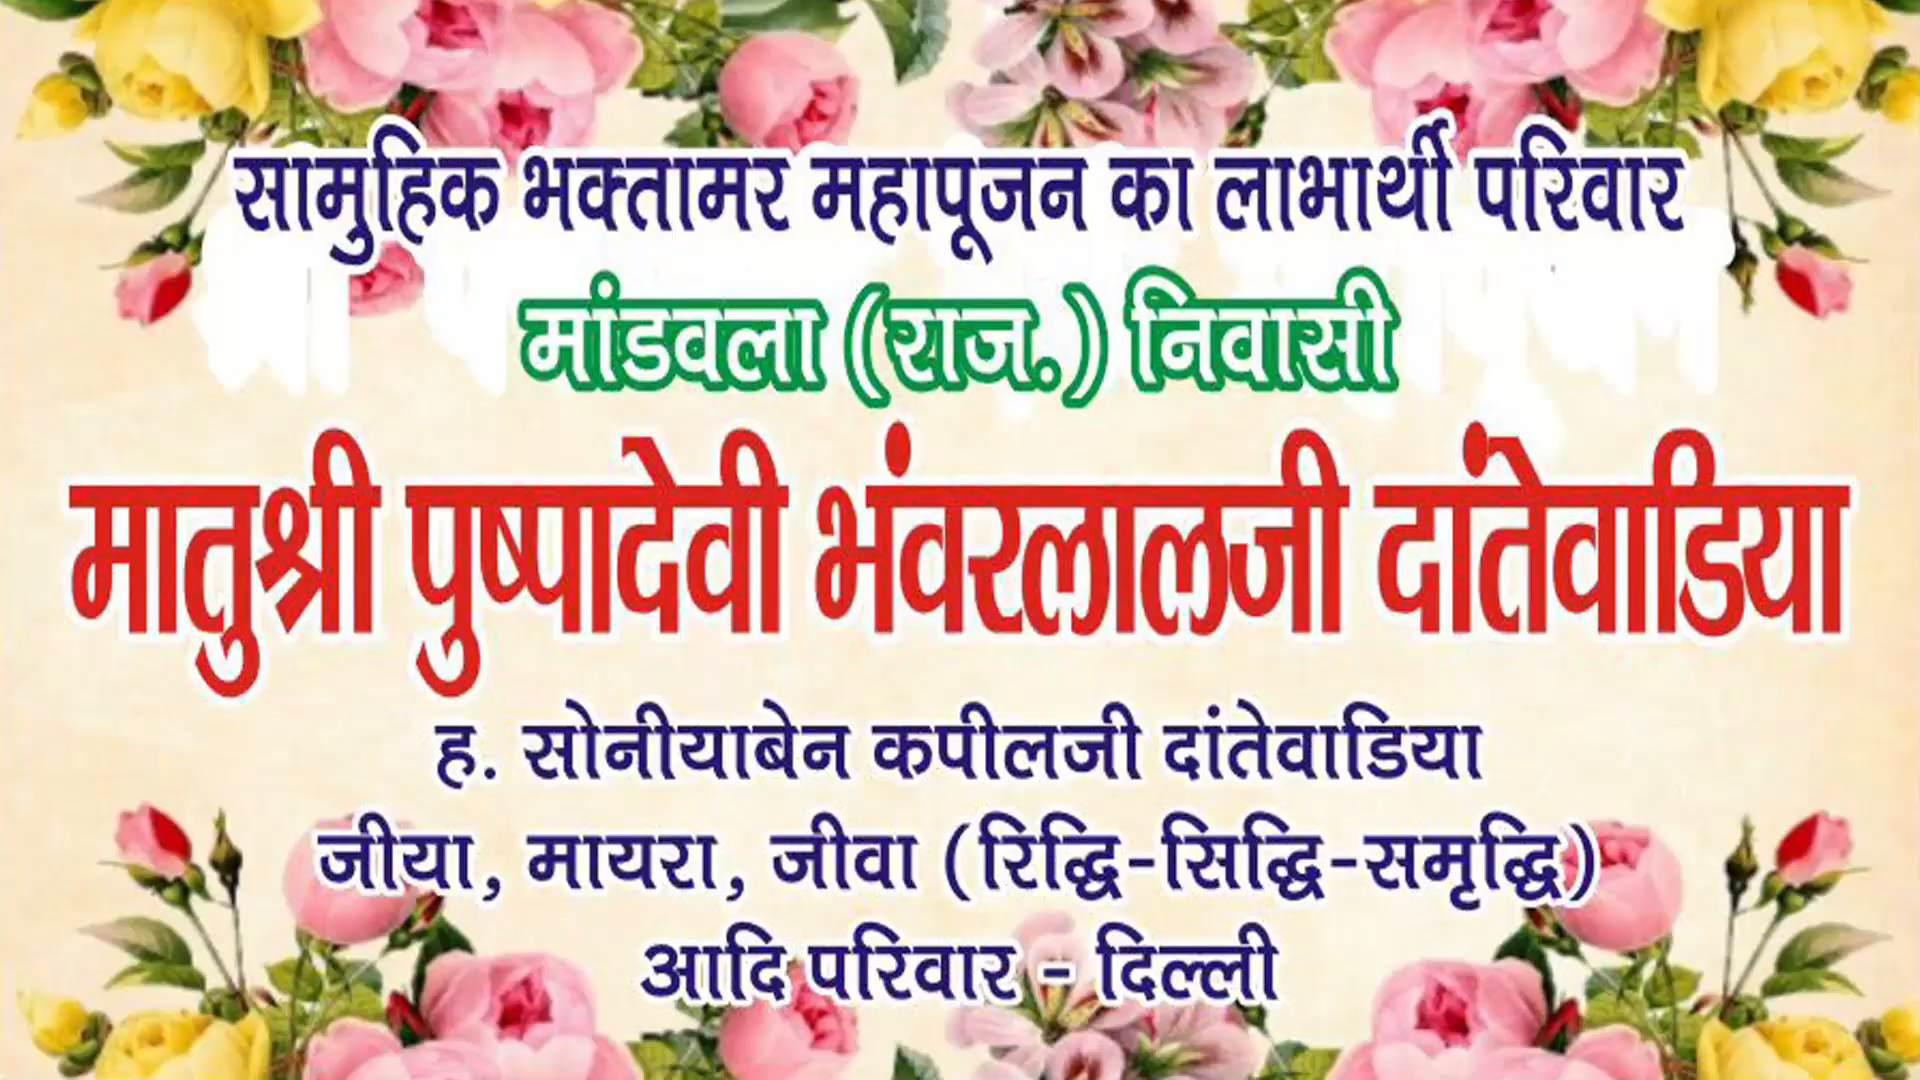 सामुहिक भक्तामर महापूजन का लाभार्थी परिवार
मांडवला (राज.) निवासी
मातुश्री पुष्पादेवी भंवरलालजी दांतेवाडिया
ह. सोनीयाबेन कपीलजी दांतेवाडिया
जीया, मायरा, जीवा (रिद्धि-सिद्धि-समृद्धि)
आदि परिवार - दिल्ली